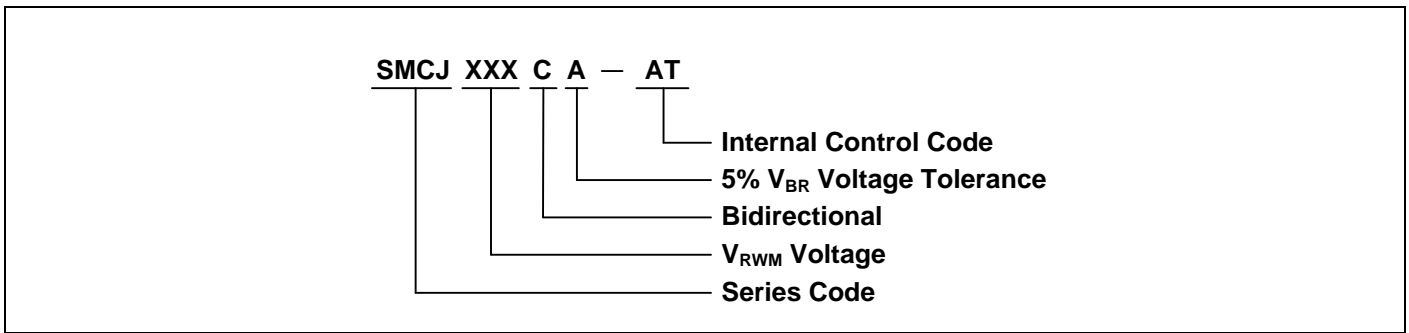 SMCJ XXX C A — AT
Internal Control Code
5% VBR Voltage Tolerance
Bidirectional
VRWM Voltage
Series Code